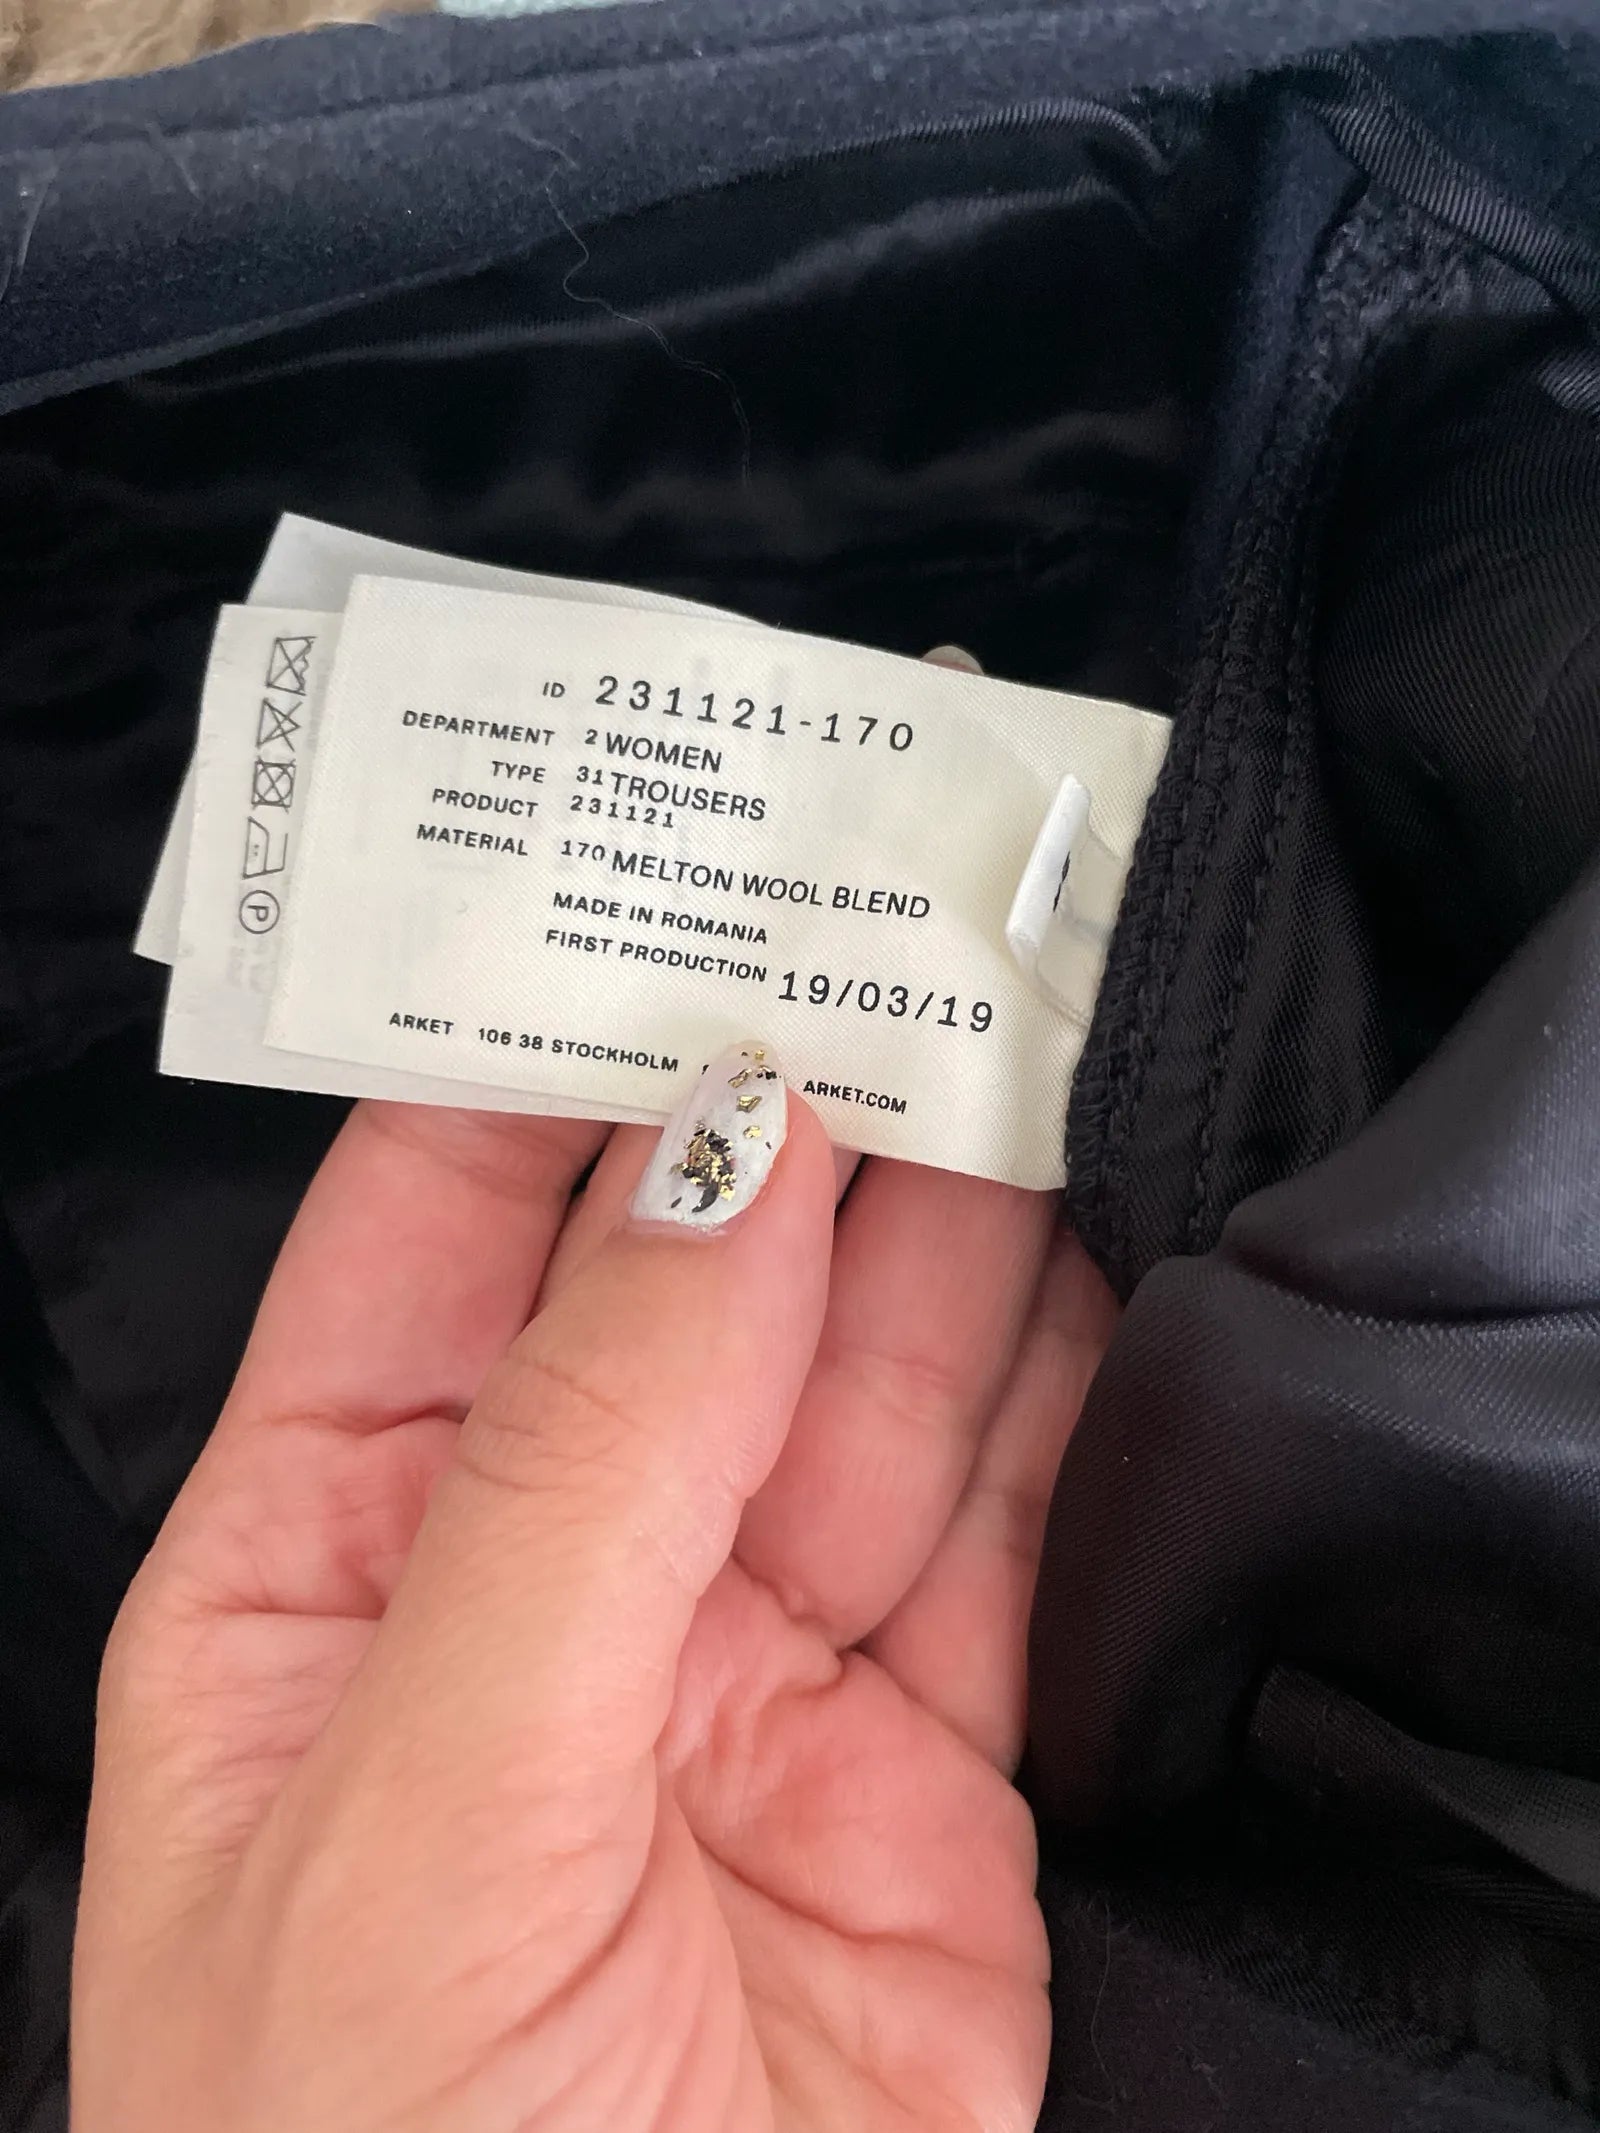 ID 231121-170
DEPARTMENT 2 WOMEN
TYPE 31 TROUSERS
PRODUCT 231121
MATERIAL 170 MELTON WOOL BLEND
MADE IN ROMANIA
FIRST PRODUCTION 19/03/19
ARKET 106 38 STOCKHOLM ARKET.COM
P